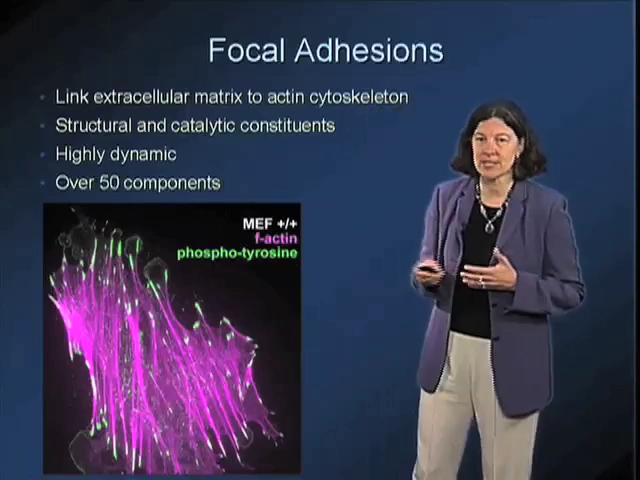 Focal Adhesions
Link extracellular matrix to actin cytoskeleton
Structural and catalytic constituents
Highly dynamic
Over 50 components
MEF +/+
f-actin
phospho-tyrosine